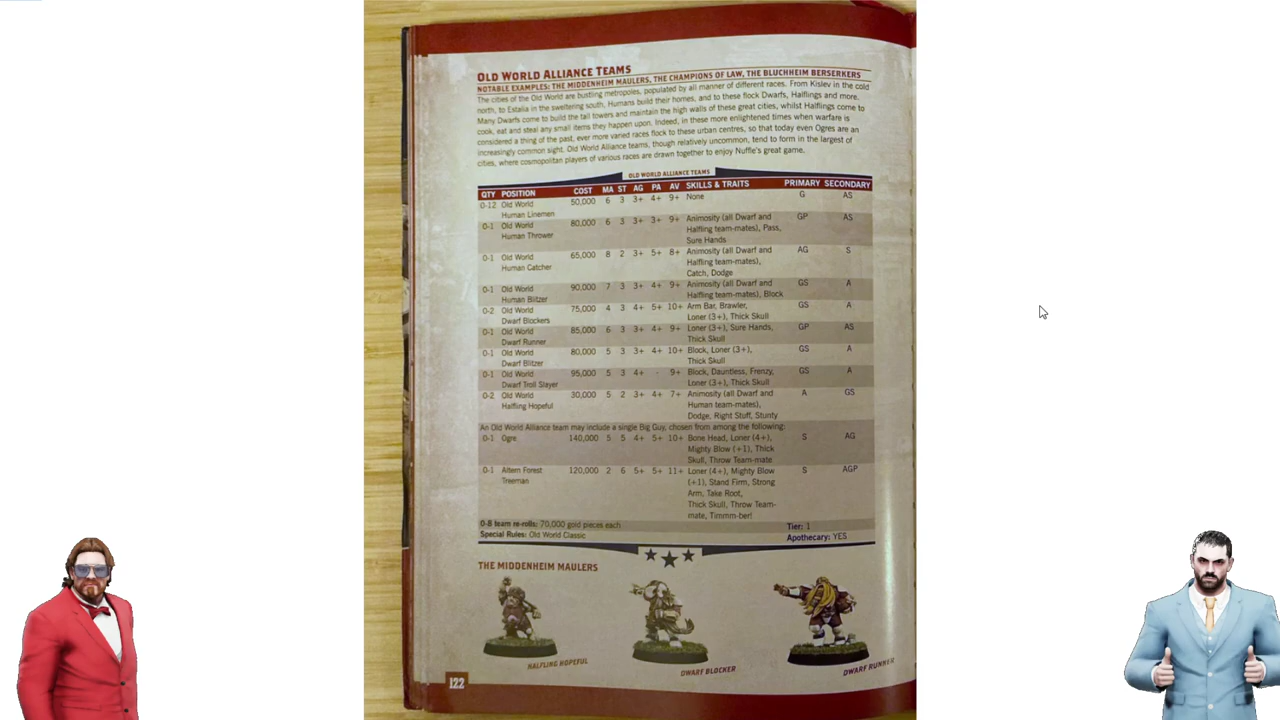 OLD WORLD ALLIANCE TEAMS
NOTABLE EXAMPLES: THE MIDDENHEIM MAULERS, THE CHAMPIONS OF LAW, THE BLUCHHEIM BERSERKERS
The cities of the Old World are bustling metropoles, populated by all manner of different races. From Kislev in the cold
north, to Estalia in the sweltering south, Humans build their homes, and to these flock Dwarfs, Halflings and more.
Many Dwarfs come to build the tall towers and maintain the high walls of these great cities, whilst Halflings come to
cook, eat and steal any small items they happen upon. Indeed, in these more enlightened times when warfare is
considered a thing of the past, ever more varied races flock to these urban centres, so that today even Ogres are an
increasingly common sight. Old World Alliance teams, though relatively uncommon, tend to form in the largest of
cities, where cosmopolitan players of various races are drawn together to enjoy Nuffle's great game.
OLD WORLD ALLIANCE TEAMS
QTY POSITION COST MA ST AG PA AV SKILLS & TRAITS PRIMARY SECONDARY
0-12 Old World 50,000 6 3 3+ 4+ 9+ None G AS
Human Linemen
0-1 Old World 80,000 6 3 3+ 3+ 9+ Animosity (all Dwarf and GP AS
Human Thrower Halfling team-mates), Pass,
Sure Hands
0-1 Old World 65,000 8 2 3+ 5+ 8+ Animosity (all Dwarf and AG S
Human Catcher Halfling team-mates),
Catch, Dodge
0-1 Old World 90,000 7 3 3+ 4+ 9+ Animosity (all Dwarf and GS A
Human Blitzer Halfling team-mates), Block
0-2 Old World 75,000 4 3 4+ 5+ 10+ Arm Bar, Brawler, GS A
Dwarf Blockers Loner (3+), Thick Skull
0-1 Old World 85,000 6 3 3+ 4+ 9+ Loner (3+), Sure Hands, GP AS
Dwarf Runner Thick Skull
0-1 Old World 80,000 5 3 3+ 4+ 10+ Block, Loner (3+), GS A
Dwarf Blitzer Thick Skull
0-1 Old World 95,000 5 3 4+ - 9+ Block, Dauntless, Frenzy, GS A
Dwarf Troll Slayer Loner (3+), Thick Skull
0-2 Old World 30,000 5 2 3+ 4+ 7+ Animosity (all Dwarf and A GS
Halfling Hopeful Human team-mates),
Dodge, Right Stuff, Stunty
An Old World Alliance team may include a single Big Guy, chosen from among the following:
0-1 Ogre 140,000 5 5 4+ 5+ 10+ Bone Head, Loner (4+), S AG
Mighty Blow (+1), Thick
Skull, Throw Team-mate
0-1 Altern Forest 120,000 2 6 5+ 5+ 11+ Loner (4+), Mighty Blow S AGP
Treeman (+1), Stand Firm, Strong
Arm, Take Root,
Thick Skull, Throw Team-
mate, Timmm-ber!
0-8 team re-rolls: 70,000 gold pieces each Tier: 1
Special Rules: Old World Classic Apothecary: YES
THE MIDDENHEIM MAULERS
HALFLING HOPEFUL
DWARF BLOCKER
DWARF RUNNER
122